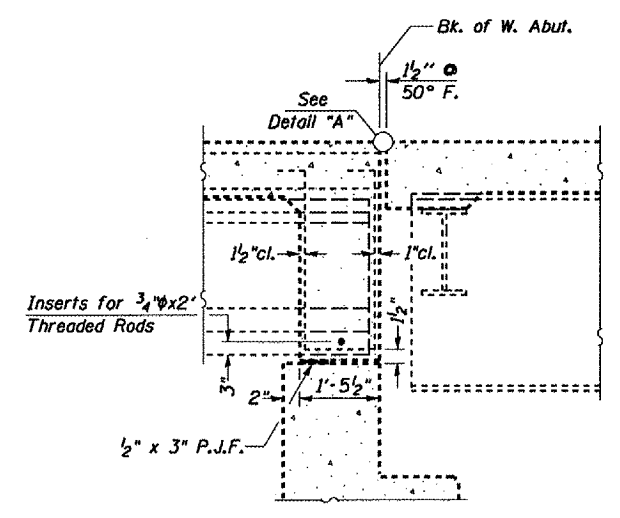 Bk. of W. Abut.
1½" @
50° F.
See
Detail "A"
1½"cl.
1"cl.
1½"
Inserts for ¾"ϕx2'
Threaded Rods
3"
2"
1'-5½"
½" x 3" P.J.F.